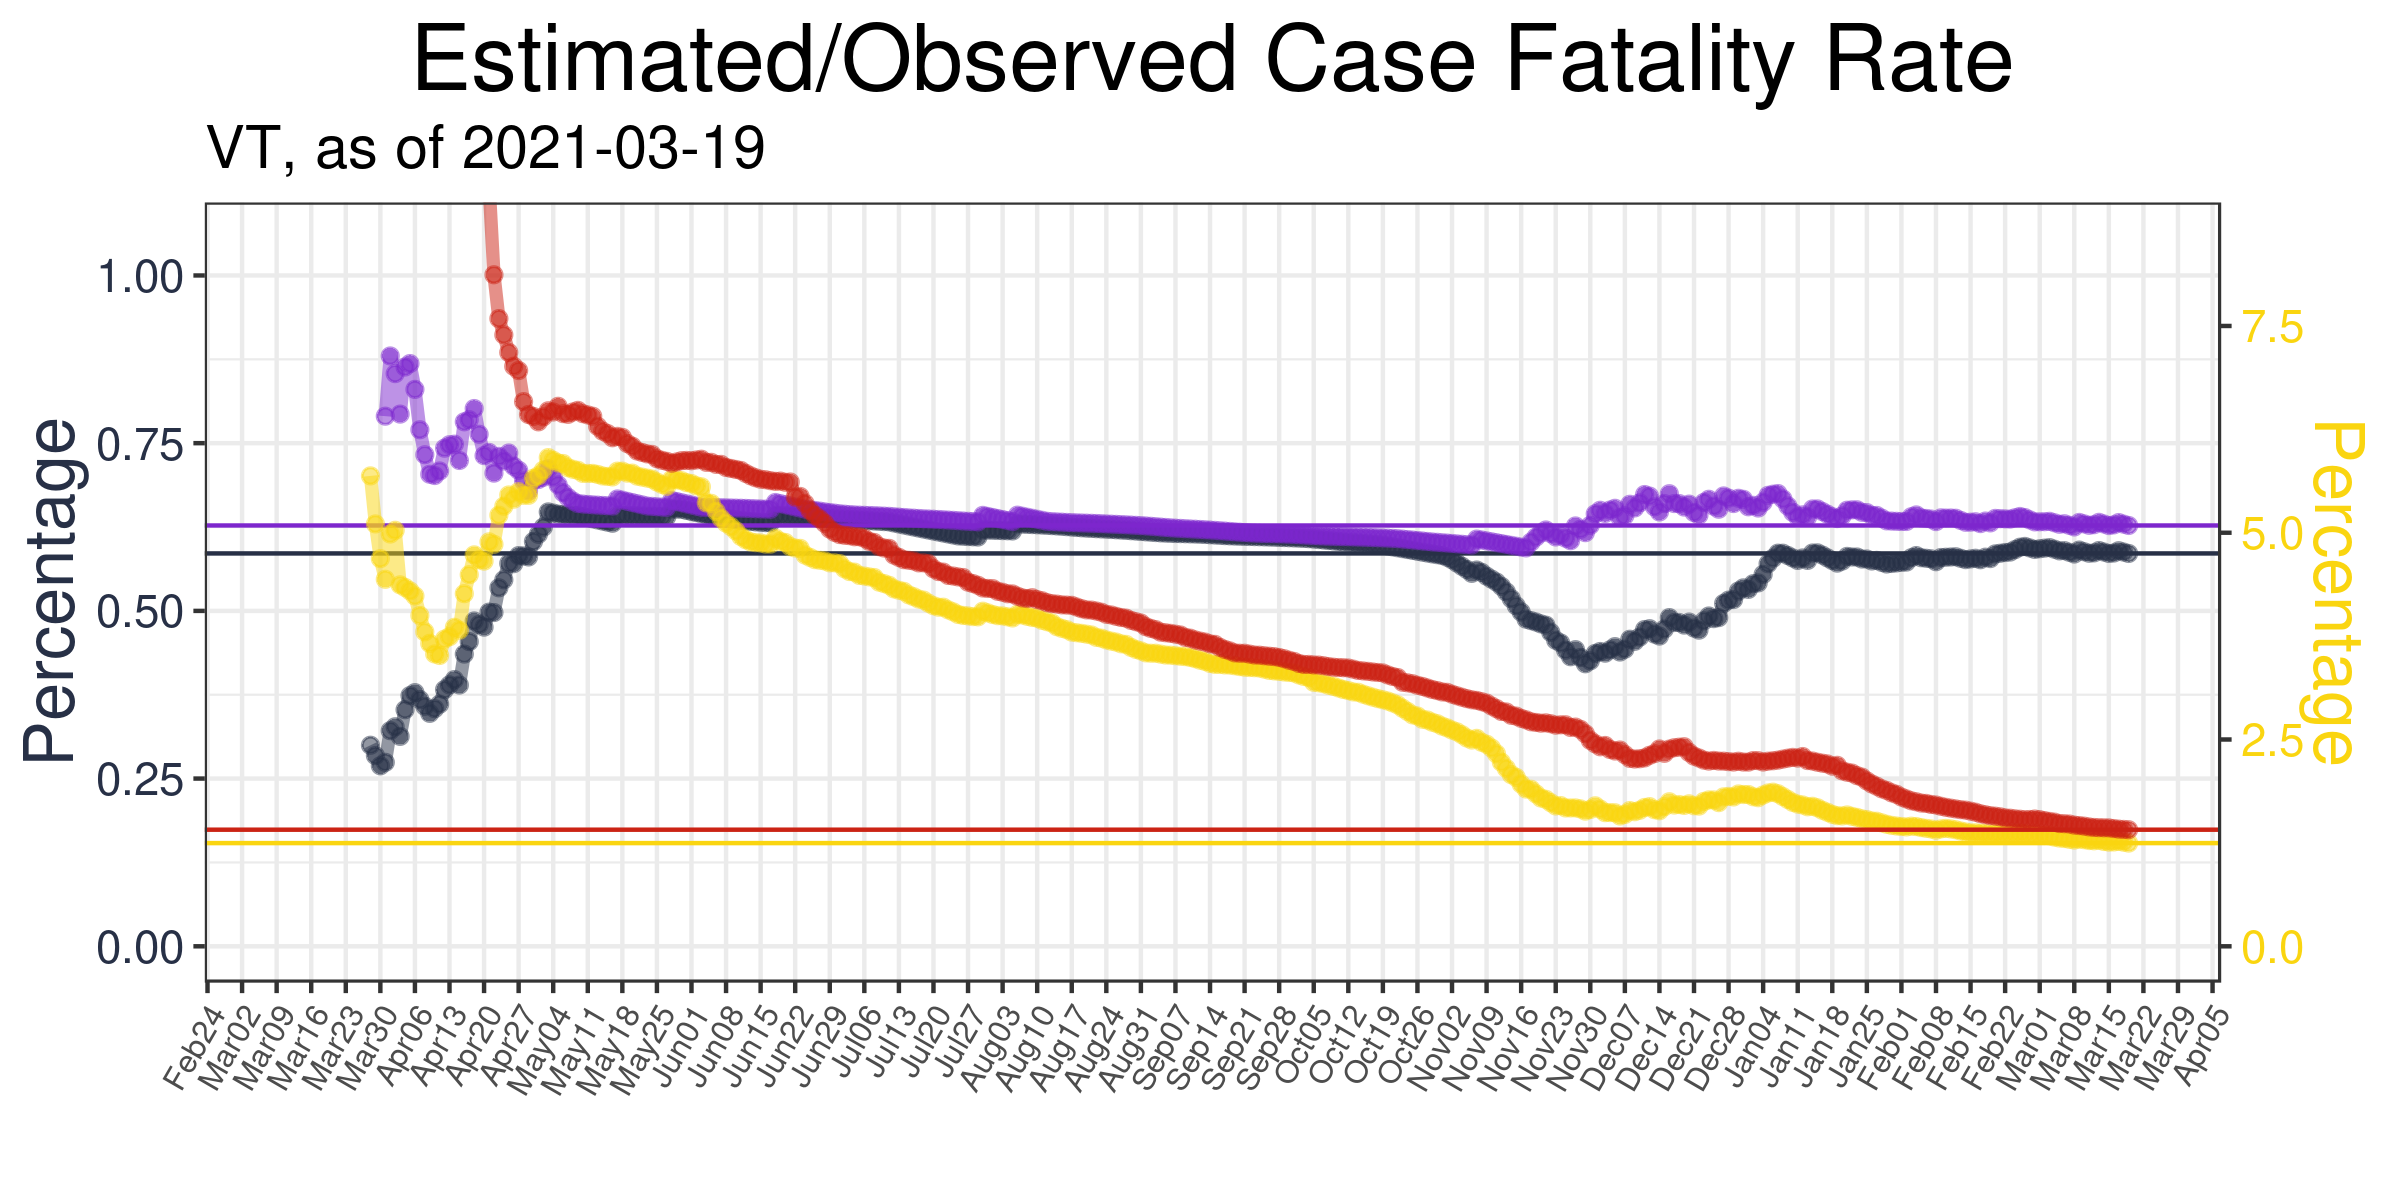 Estimated/Observed Case Fatality Rate
VT, as of 2021-03-19
Percentage
1.00
0.75
0.50
0.25
0.00
7.5
5.0
2.5
0.0
Percentage
Feb24
Mar02
Mar09
Mar16
Mar23
Mar30
Apr06
Apr13
Apr20
Apr27
May04
May11
May18
May25
Jun01
Jun08
Jun15
Jun22
Jun29
Jul06
Jul13
Jul20
Jul27
Aug03
Aug10
Aug17
Aug24
Aug31
Sep07
Sep14
Sep21
Sep28
Oct05
Oct12
Oct19
Oct26
Nov02
Nov09
Nov16
Nov23
Nov30
Dec07
Dec14
Dec21
Dec28
Jan04
Jan11
Jan18
Jan25
Feb01
Feb08
Feb15
Feb22
Mar01
Mar08
Mar15
Mar22
Mar29
Apr05